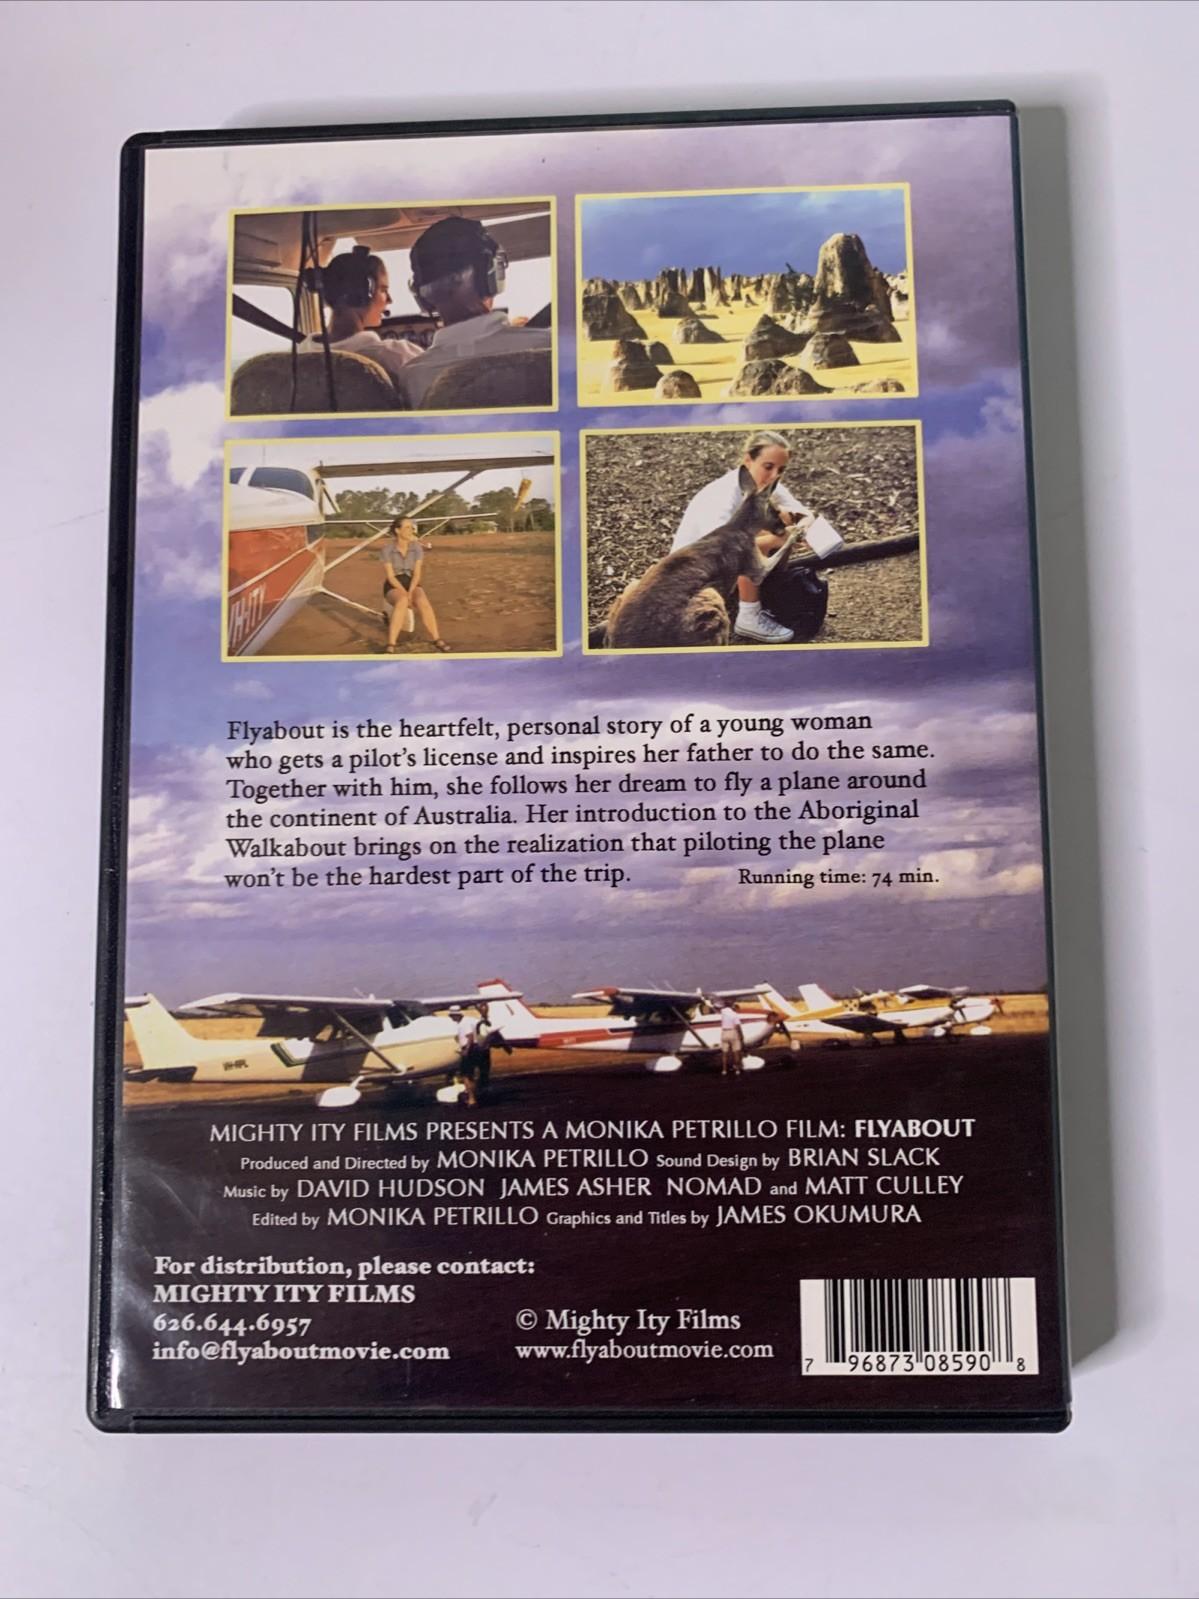 VH-ITY
Flyabout is the heartfelt, personal story of a young woman
who gets a pilot's license and inspires her father to do the same.
Together with him, she follows her dream to fly a plane around
the continent of Australia. Her introduction to the Aboriginal
Walkabout brings on the realization that piloting the plane
won't be the hardest part of the trip. Running time: 74 min.
MIGHTY ITY FILMS PRESENTS A MONIKA PETRILLO FILM: FLYABOUT
Produced and Directed by MONIKA PETRILLO Sound Design by BRIAN SLACK
Music by DAVID HUDSON JAMES ASHER NOMAD and MATT CULLEY
Edited by MONIKA PETRILLO Graphics and Titles by JAMES OKUMURA
For distribution, please contact:
MIGHTY ITY FILMS
626.644.6957
info@flyaboutmovie.com
© Mighty Ity Films
www.flyaboutmovie.com
7 96873 08590 8